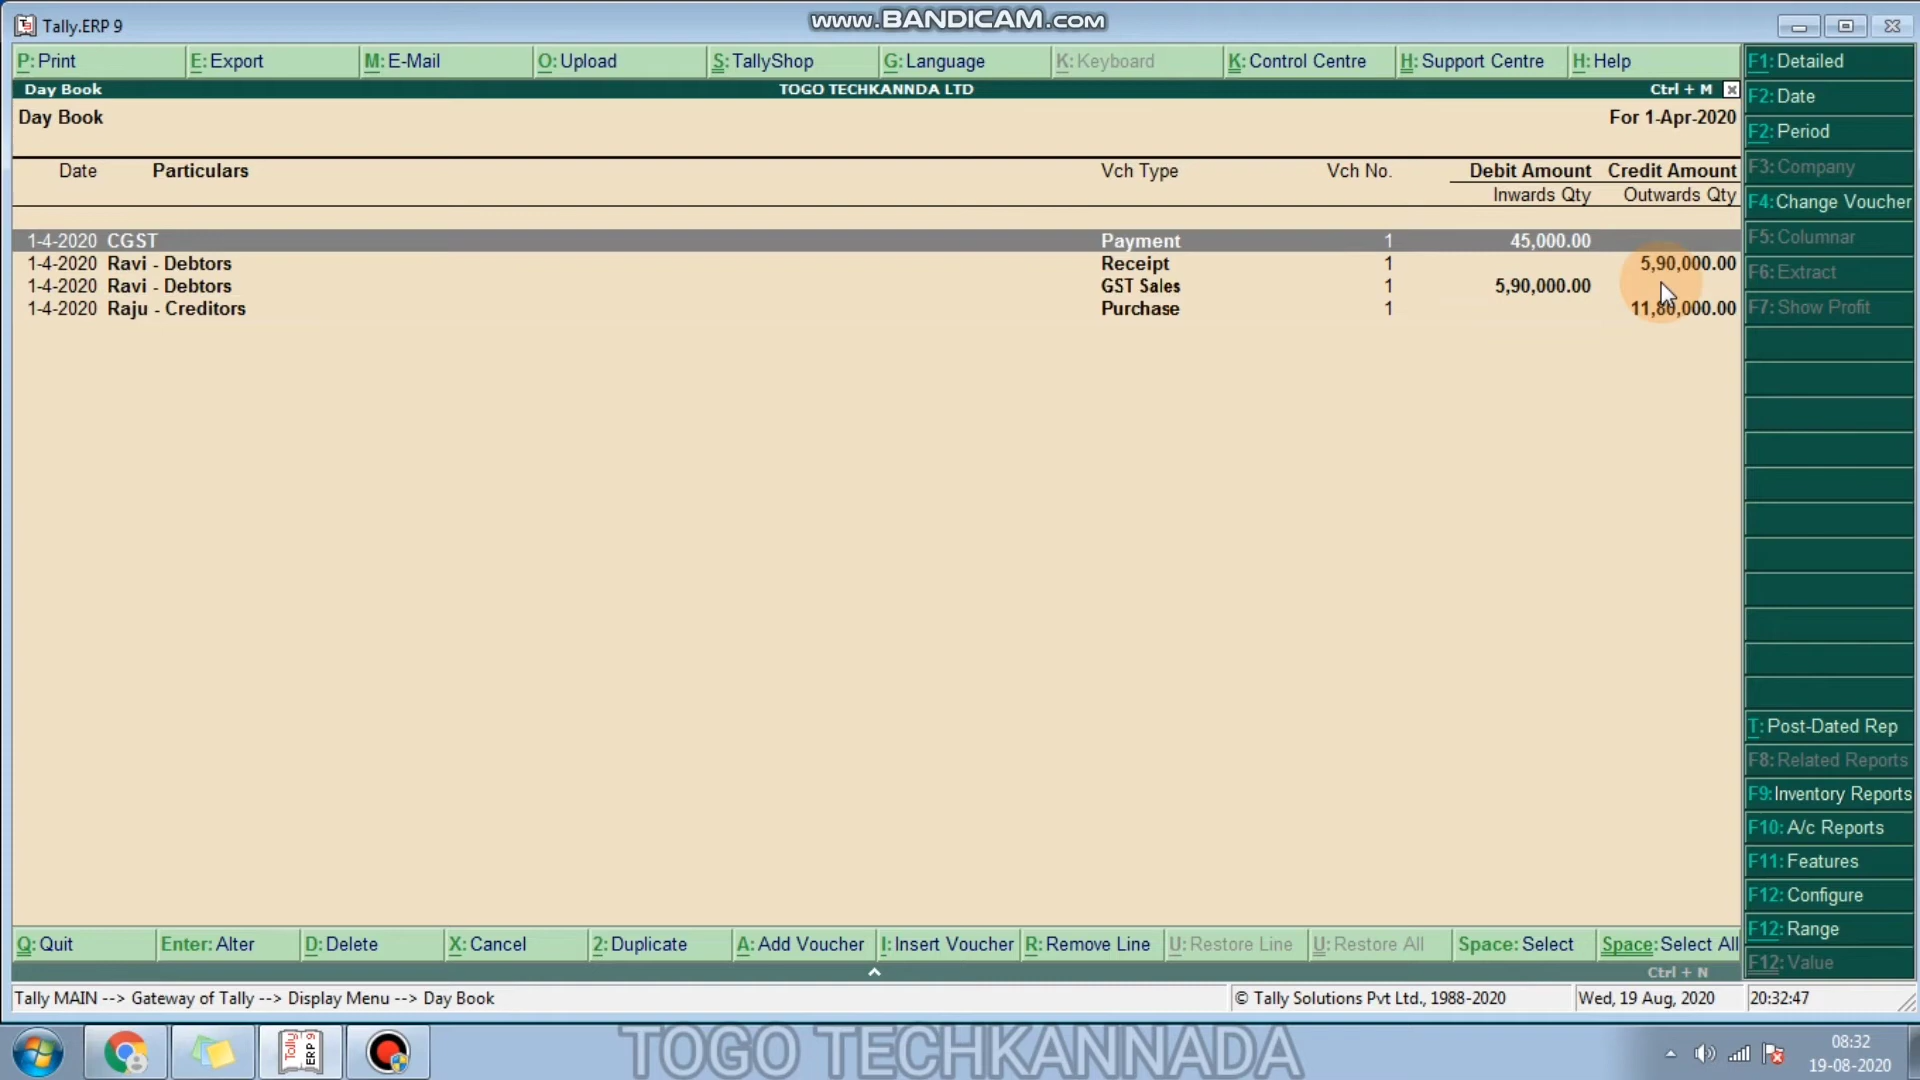 Tally.ERP 9
www.BANDICAM.com
P: Print
E: Export
M: E-Mail
O: Upload
S: TallyShop
G: Language
K: Keyboard
K: Control Centre
H: Support Centre
H: Help
Day Book
TOGO TECHKANNDA LTD
Ctrl + M
Day Book
For 1-Apr-2020
Date Particulars Vch Type Vch No. Debit Amount Credit Amount
Inwards Qty Outwards Qty
1-4-2020 CGST Payment 1 45,000.00
1-4-2020 Ravi - Debtors Receipt 1 5,90,000.00
1-4-2020 Ravi - Debtors GST Sales 1 5,90,000.00
1-4-2020 Raju - Creditors Purchase 1 11,80,000.00
F1: Detailed
F2: Date
F2: Period
F3: Company
F4: Change Voucher
F5: Columnar
F6: Extract
F7: Show Profit
T: Post-Dated Rep
F8: Related Reports
F9: Inventory Reports
F10: A/c Reports
F11: Features
F12: Configure
F12: Range
F12: Value
Q: Quit
Enter: Alter
D: Delete
X: Cancel
2: Duplicate
A: Add Voucher
I: Insert Voucher
R: Remove Line
U: Restore Line
U: Restore All
Space: Select
Space: Select All
Ctrl + N
Tally MAIN --> Gateway of Tally --> Display Menu --> Day Book
© Tally Solutions Pvt Ltd., 1988-2020
Wed, 19 Aug, 2020
20:32:47
Tally
ERP 9
TOGO TECHKANNADA
08:32
19-08-2020